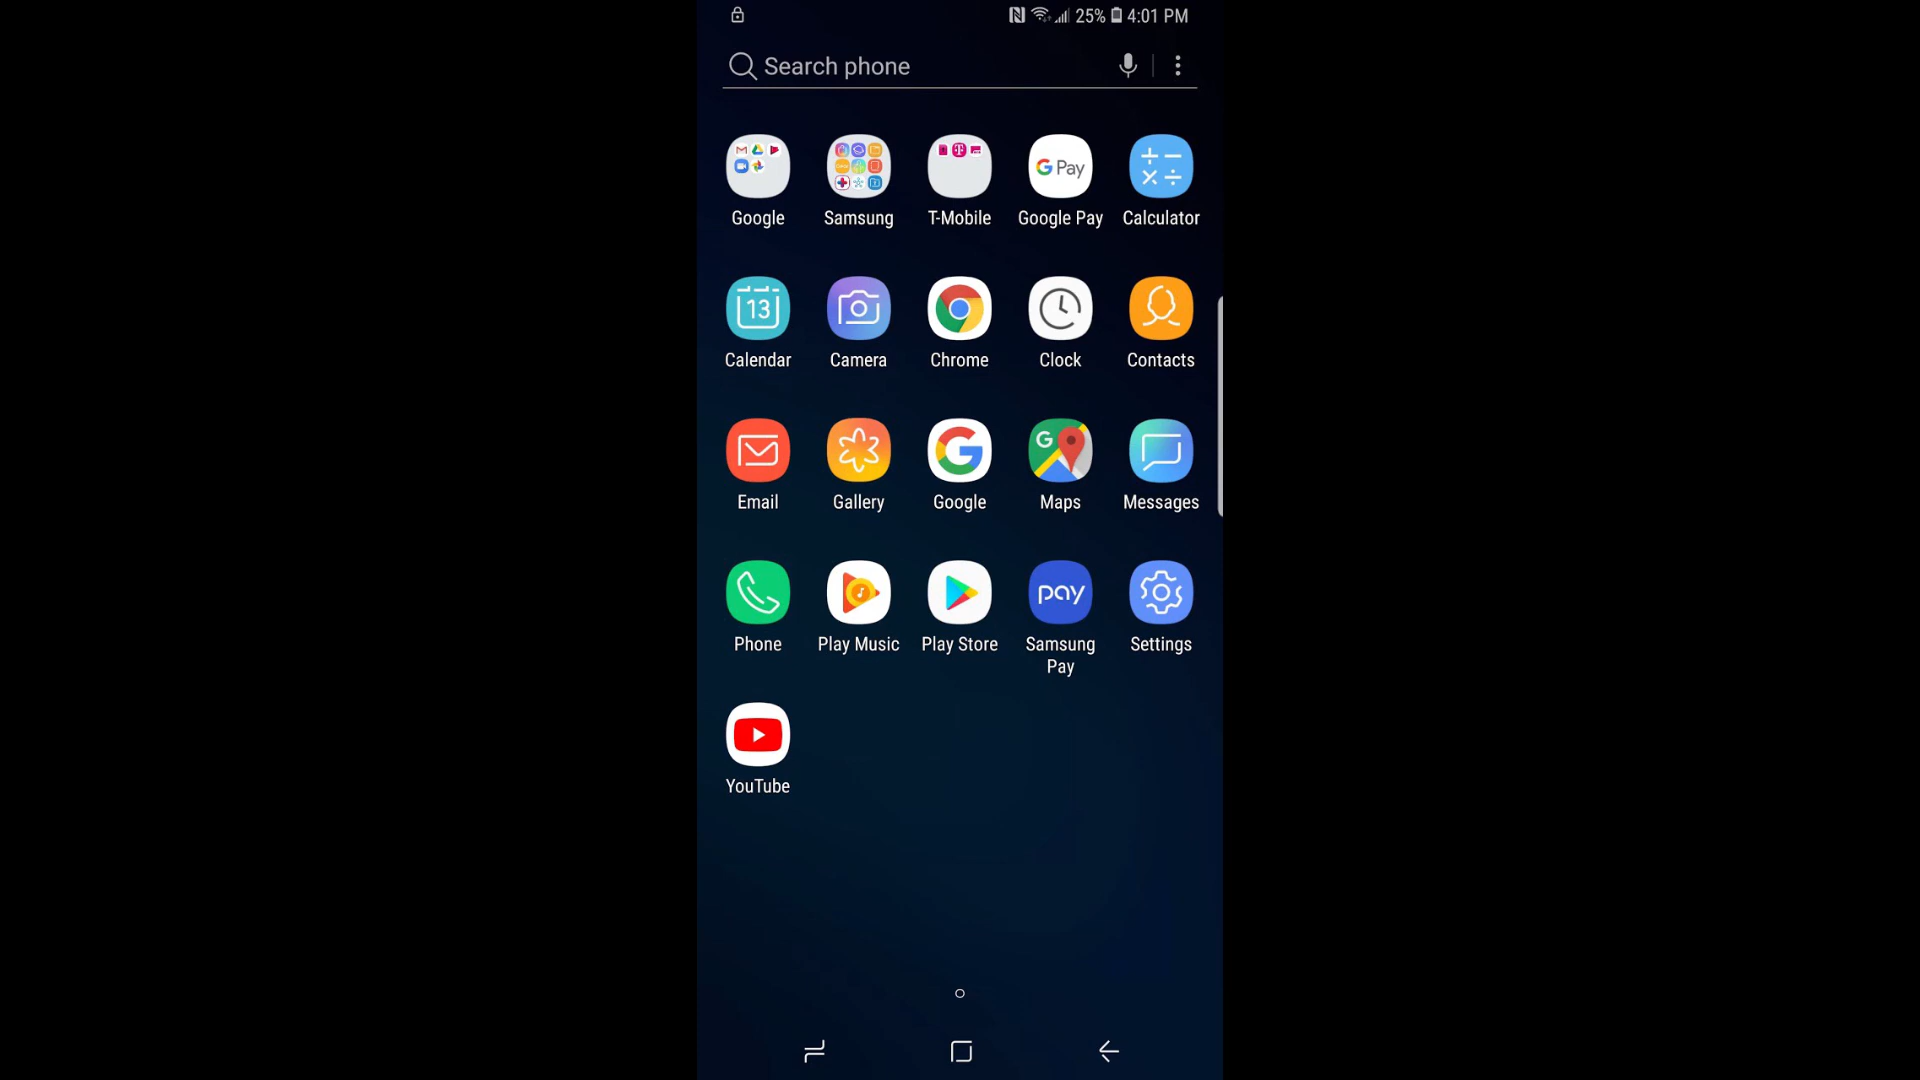 25% 4:01 PM
Search phone
G Pay
Google Samsung T-Mobile Google Pay Calculator
13
Calendar Camera Chrome Clock Contacts
G
G
Email Gallery Google Maps Messages
pay
Phone Play Music Play Store Samsung Pay Settings
YouTube